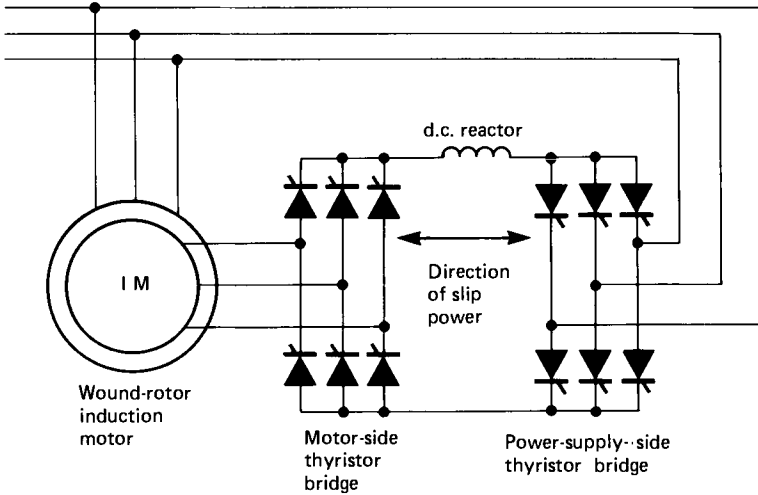 d.c. reactor
I M
Direction
of slip
power
Wound-rotor
induction
motor
Motor-side
thyristor
bridge
Power-supply-side
thyristor bridge